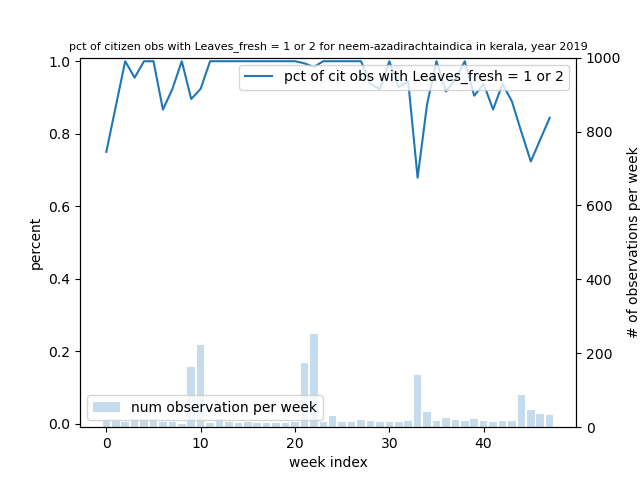 pct of citizen obs with Leaves_fresh = 1 or 2 for neem-azadirachtaindica in kerala, year 2019
pct of cit obs with Leaves_fresh = 1 or 2
1.0
0.8
0.6
0.4
0.2
0.0
percent
1000
800
600
400
200
0
# of observations per week
num observation per week
0
10
20
30
40
week index